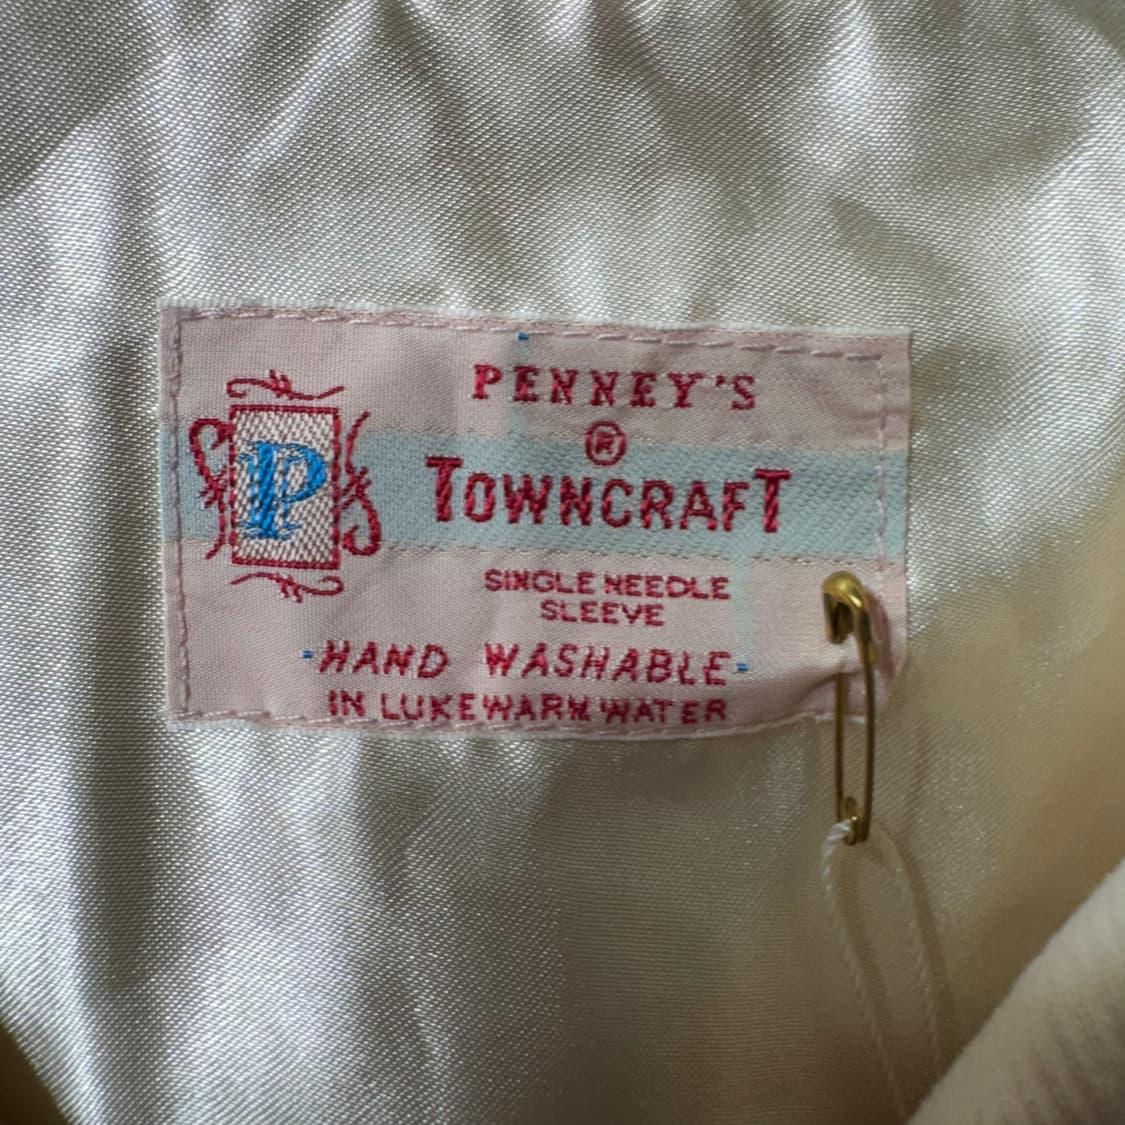 P
PENNEY'S
®
TOWNCRAFT
SINGLE NEEDLE
SLEEVE
·HAND WASHABLE·
IN LUKEWARM WATER